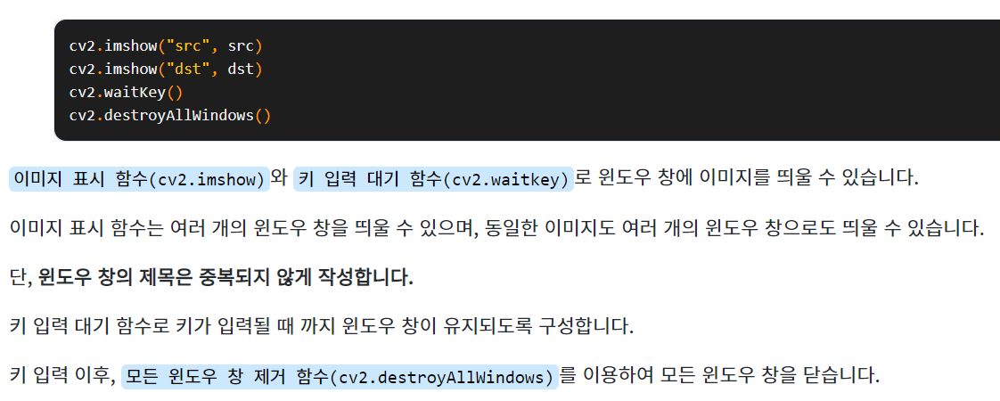 cv2.imshow("src", src)
cv2.imshow("dst", dst)
cv2.waitKey()
cv2.destroyAllWindows()
이미지 표시 함수(cv2.imshow)와 키 입력 대기 함수(cv2.waitkey)로 윈도우 창에 이미지를 띄울 수 있습니다.
이미지 표시 함수는 여러 개의 윈도우 창을 띄울 수 있으며, 동일한 이미지도 여러 개의 윈도우 창으로도 띄울 수 있습니다.
단, 윈도우 창의 제목은 중복되지 않게 작성합니다.
키 입력 대기 함수로 키가 입력될 때 까지 윈도우 창이 유지되도록 구성합니다.
키 입력 이후, 모든 윈도우 창 제거 함수(cv2.destroyAllWindows)를 이용하여 모든 윈도우 창을 닫습니다.